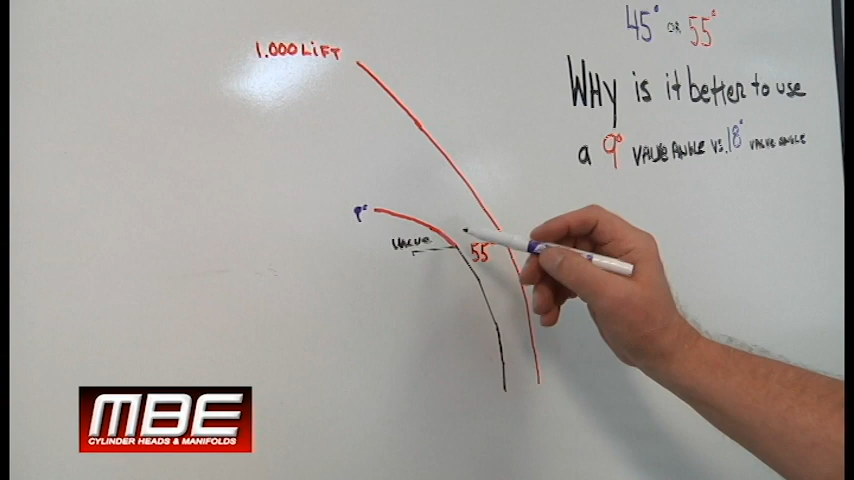 45° OR 55°
WHY is it better to use
a 9° VALVE ANGLE VS. 18° VALVE ANGLE
1.000 LiFT
9°
VALVE
55°
MBE
CYLINDER HEADS & MANIFOLDS